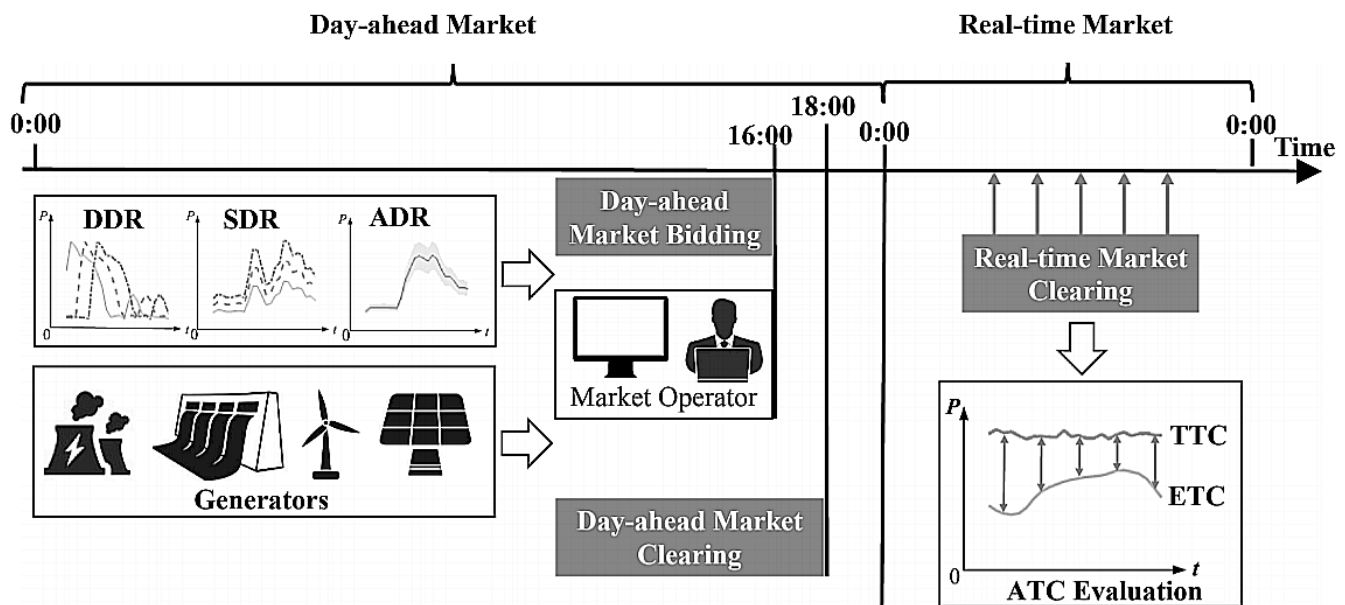 Day-ahead Market
Real-time Market
0:00
16:00
18:00
0:00
0:00
Time
P
DDR
0
t
P
SDR
0
t
P
ADR
0
t
Day-ahead
Market Bidding
Market Operator
Generators
Day-ahead Market
Clearing
Real-time Market
Clearing
P
TTC
ETC
0
t
ATC Evaluation